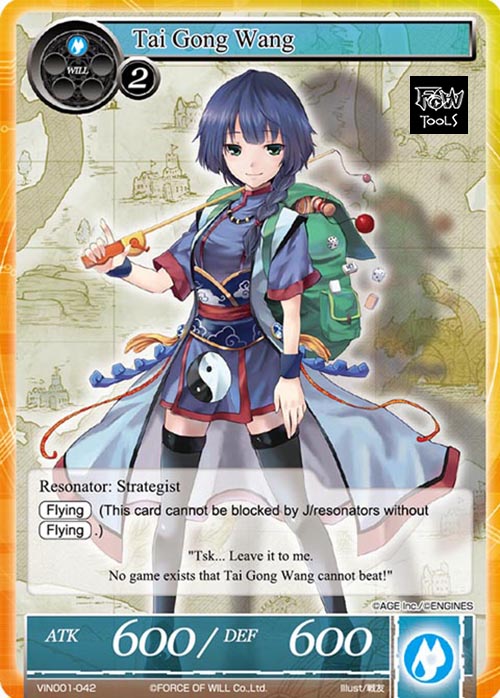 Tai Gong Wang
WILL
2
FOW
TOOLS
Resonator: Strategist
Flying (This card cannot be blocked by J/resonators without
Flying .)
"Tsk... Leave it to me.
No game exists that Tai Gong Wang cannot beat!"
©AGE Inc./©ENGINES
ATK 600 / DEF 600
VIN001-042 ©FORCE OF WILL Co.,Ltd. Illust/戦友